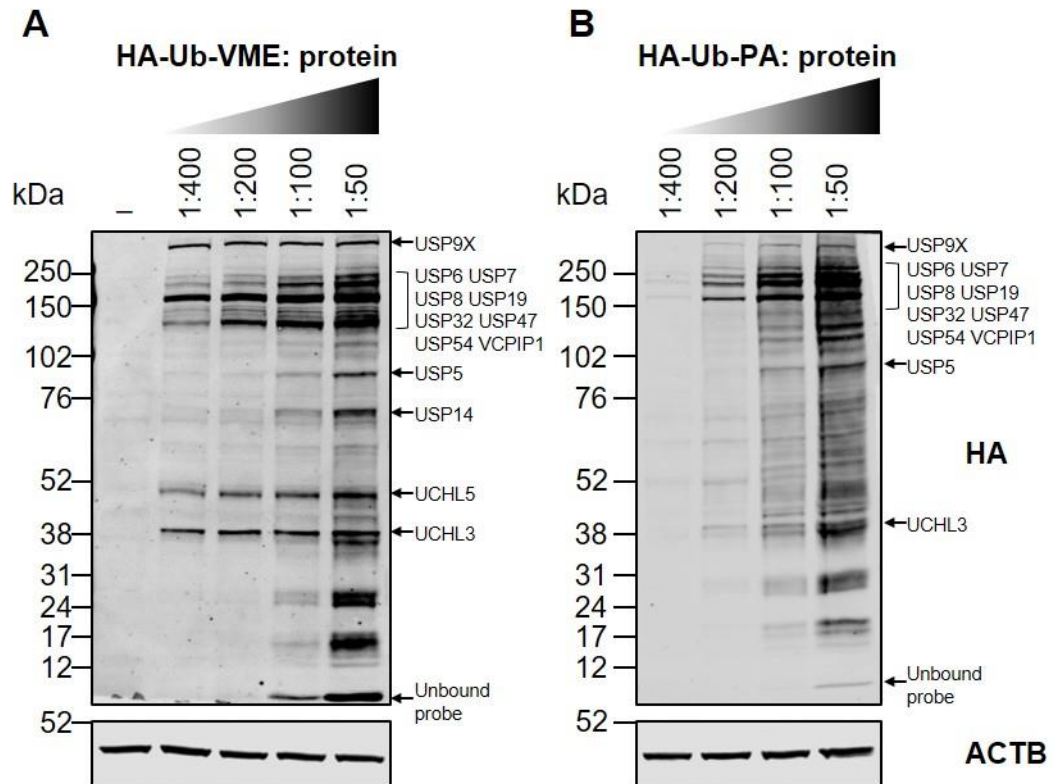 A
HA-Ub-VME: protein
kDa
–
1:400
1:200
1:100
1:50
250
150
102
76
52
38
31
24
17
12
52
USP9X
USP6 USP7
USP8 USP19
USP32 USP47
USP54 VCPIP1
USP5
USP14
UCHL5
UCHL3
Unbound
probe
B
HA-Ub-PA: protein
kDa
1:400
1:200
1:100
1:50
250
150
102
76
52
38
31
24
17
12
52
USP9X
USP6 USP7
USP8 USP19
USP32 USP47
USP54 VCPIP1
USP5
UCHL3
Unbound
probe
HA
ACTB